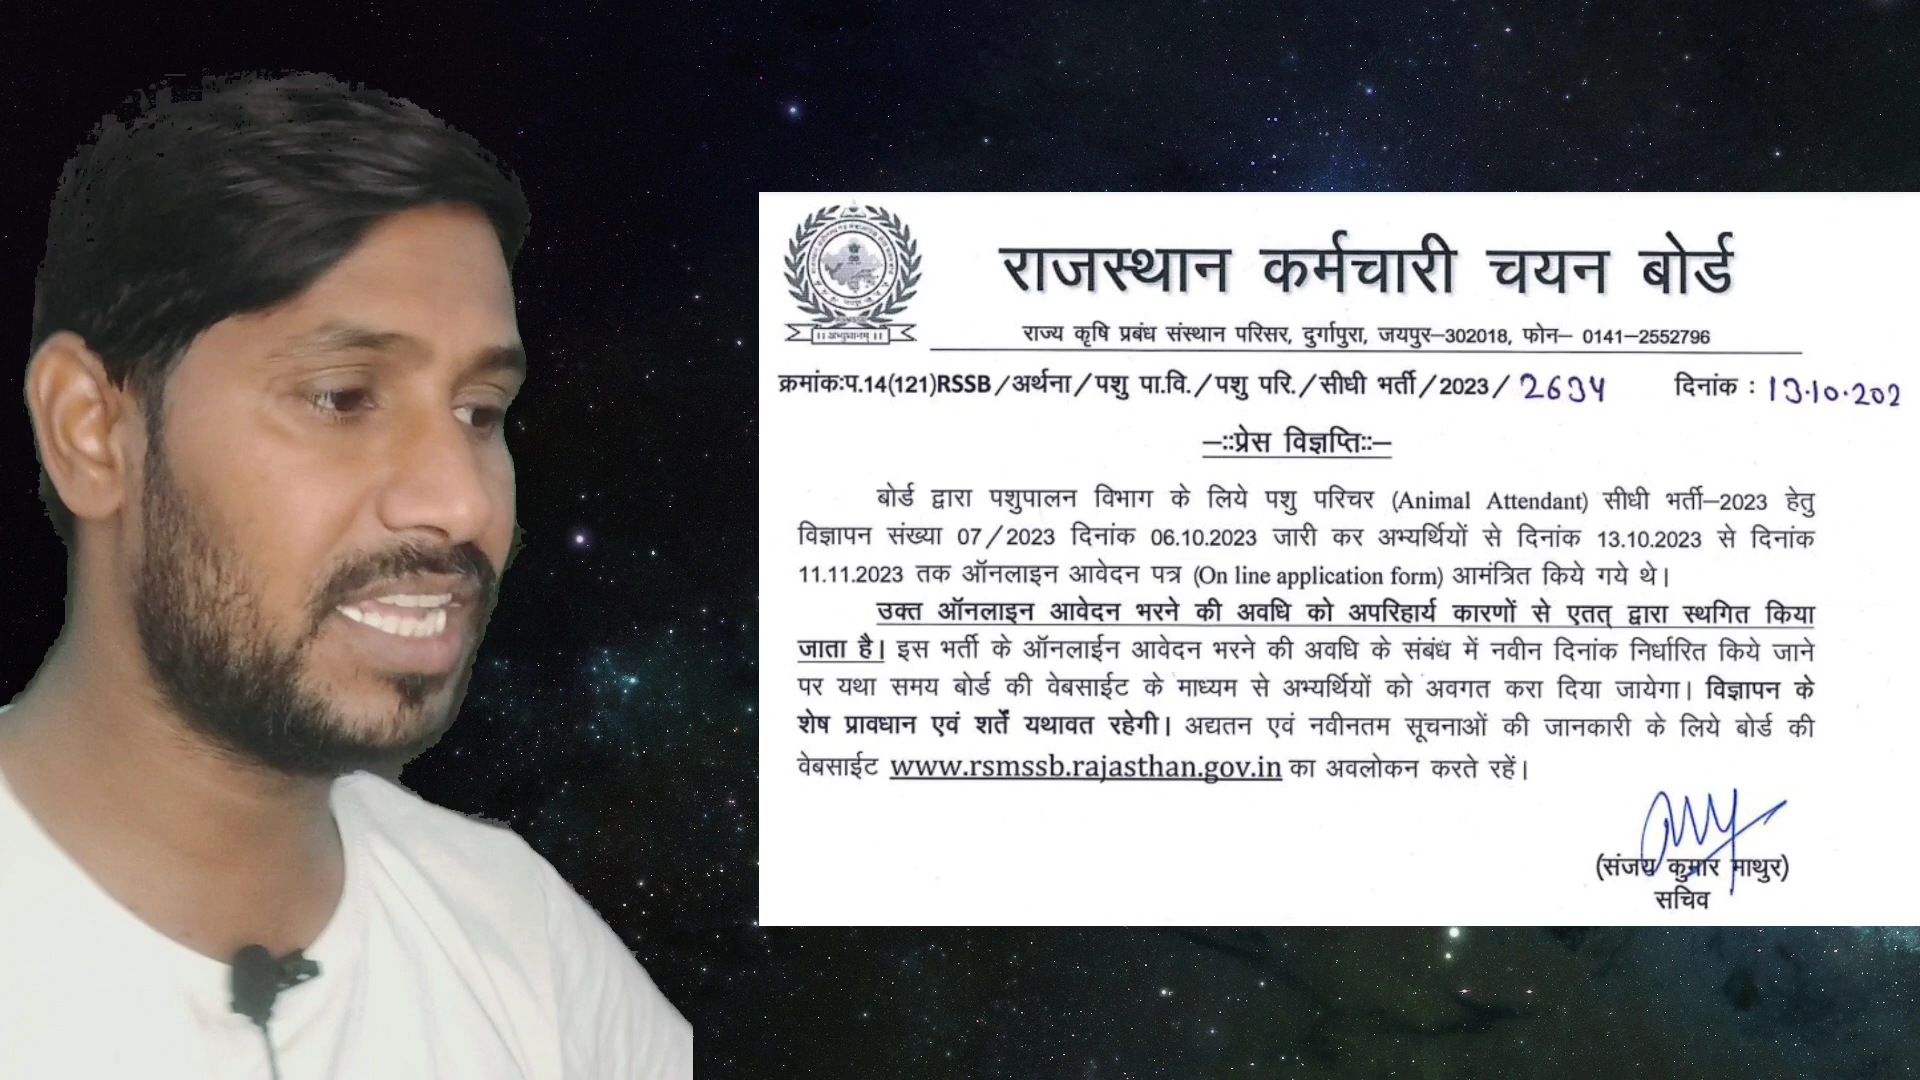 राजस्थान कर्मचारी चयन बोर्ड
राज्य कृषि प्रबंध संस्थान परिसर, दुर्गापुरा, जयपुर–302018, फोन– 0141–2552796
क्रमांकःप.14(121)RSSB/अर्थना/पशु पा.वि./पशु परि./सीधी भर्ती/2023/ 2634 दिनांक : 13.10.202
–::प्रेस विज्ञप्ति::–
बोर्ड द्वारा पशुपालन विभाग के लिये पशु परिचर (Animal Attendant) सीधी भर्ती–2023 हेतु
विज्ञापन संख्या 07/2023 दिनांक 06.10.2023 जारी कर अभ्यर्थियों से दिनांक 13.10.2023 से दिनांक
11.11.2023 तक ऑनलाइन आवेदन पत्र (On line application form) आमंत्रित किये गये थे।
उक्त ऑनलाइन आवेदन भरने की अवधि को अपरिहार्य कारणों से एतत् द्वारा स्थगित किया
जाता है। इस भर्ती के ऑनलाईन आवेदन भरने की अवधि के संबंध में नवीन दिनांक निर्धारित किये जाने
पर यथा समय बोर्ड की वेबसाईट के माध्यम से अभ्यर्थियों को अवगत करा दिया जायेगा। विज्ञापन के
शेष प्रावधान एवं शर्तें यथावत रहेगी। अद्यतन एवं नवीनतम सूचनाओं की जानकारी के लिये बोर्ड की
वेबसाईट www.rsmssb.rajasthan.gov.in का अवलोकन करते रहें।
(संजय कुमार माथुर)
सचिव